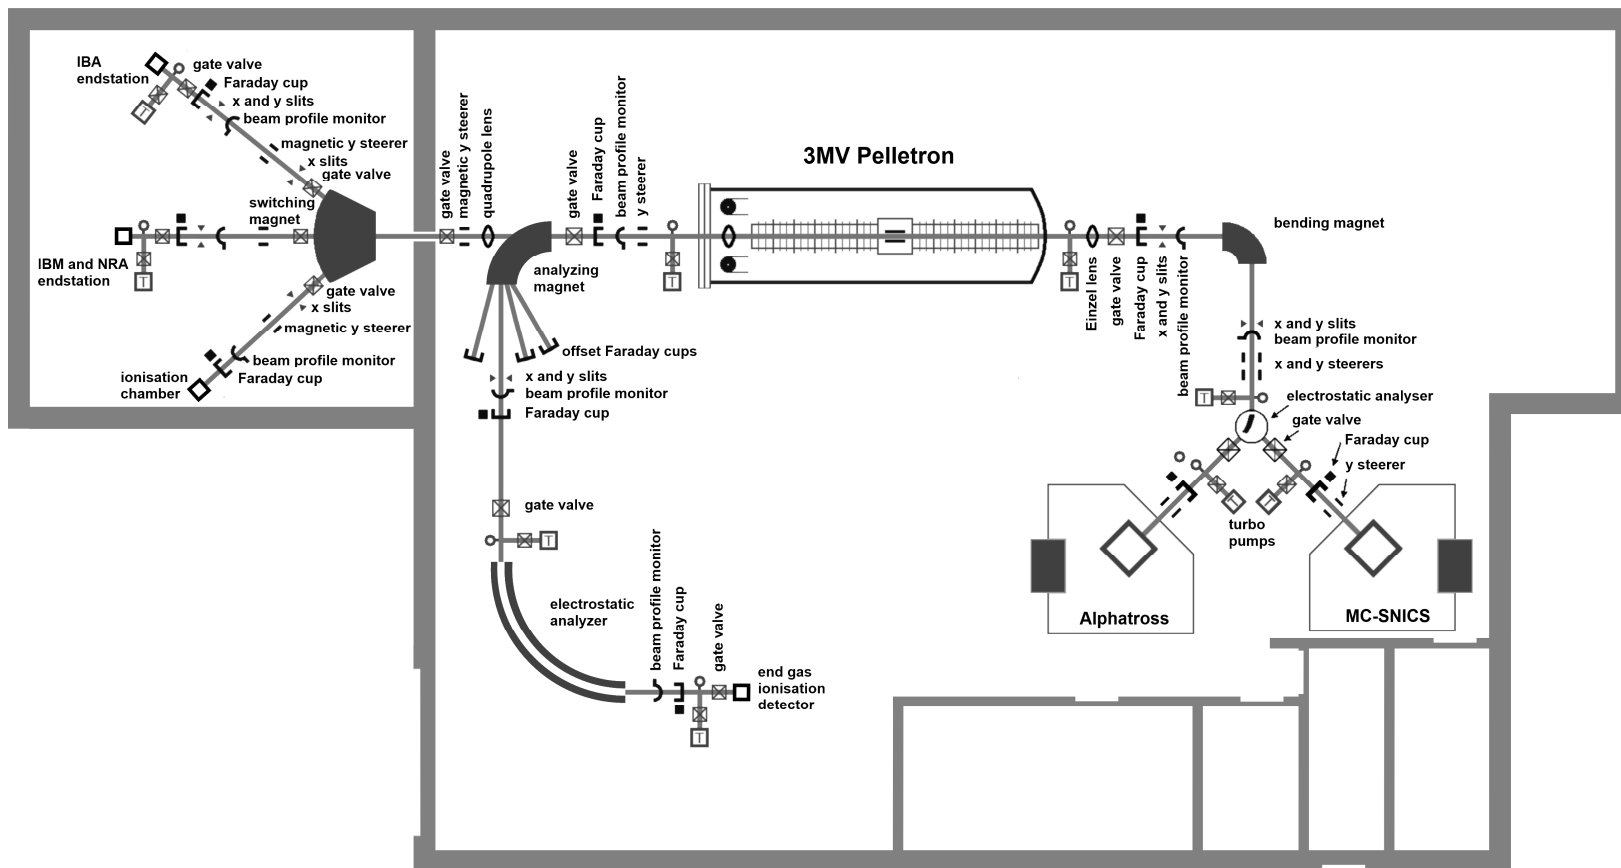 IBA
endstation
gate valve
Faraday cup
x and y slits
beam profile monitor
magnetic y steerer
x slits
gate valve
switching
magnet
IBM and NRA
endstation
T
T
gate valve
x slits
magnetic y steerer
beam profile monitor
Faraday cup
ionisation
chamber
gate valve
magnetic y steerer
quadrupole lens
analyzing
magnet
gate valve
Faraday cup
beam profile monitor
y steerer
T
3MV Pelletron
T
Einzel lens
gate valve
Faraday cup
x and y slits
beam profile monitor
bending magnet
x and y slits
beam profile monitor
x and y steerers
T
electrostatic analyser
gate valve
Faraday cup
y steerer
T
T
turbo
pumps
Alphatross
MC-SNICS
offset Faraday cups
x and y slits
beam profile monitor
Faraday cup
gate valve
T
electrostatic
analyzer
beam profile monitor
Faraday cup
gate valve
T
end gas
ionisation
detector